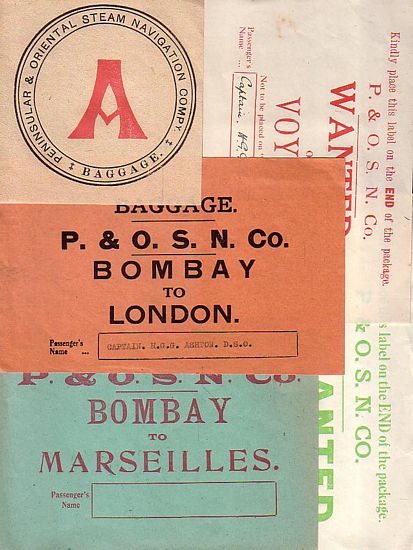 PENINSULAR & ORIENTAL STEAM NAVIGATION COMPY.
A
BAGGAGE.
BAGGAGE.
P. & O. S. N. Co.
BOMBAY
TO
LONDON.
Passenger's
Name ...
CAPTAIN. H.G.G. ASHTON. D.S.O.
P. & O. S. N. Co.
BOMBAY
TO
MARSEILLES.
Passenger's
Name
Kindly place this label on the END of the package.
P. & O. S. N. Co.
WANTED
VOY
Not to be placed on
Passenger's
Name ...
Captain. H.G.
s label on the END of the package.
& O. S. N. CO.
ANTED